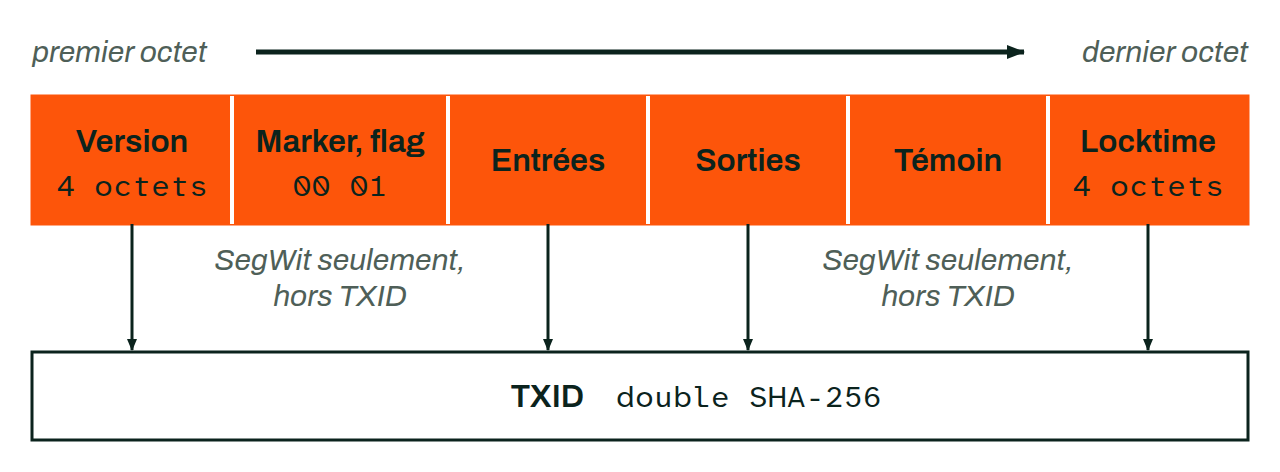 premier octet
dernier octet
Version
4 octets
Marker, flag
00 01
Entrées
Sorties
Témoin
Locktime
4 octets
SegWit seulement,
hors TXID
SegWit seulement,
hors TXID
TXID double SHA-256